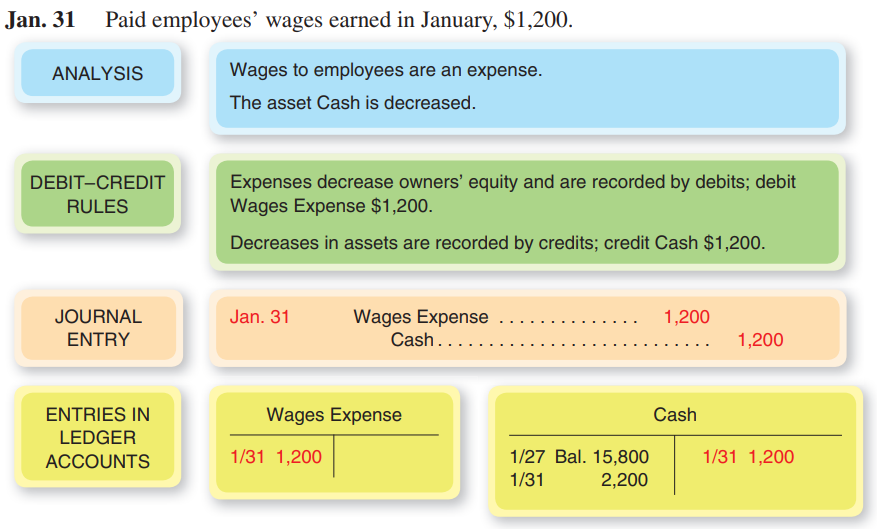 Jan. 31 Paid employees’ wages earned in January, $1,200.
ANALYSIS
Wages to employees are an expense.
The asset Cash is decreased.
DEBIT–CREDIT
RULES
Expenses decrease owners’ equity and are recorded by debits; debit
Wages Expense $1,200.
Decreases in assets are recorded by credits; credit Cash $1,200.
JOURNAL
ENTRY
Jan. 31 Wages Expense . . . . . . . . . . . . . . 1,200
Cash . . . . . . . . . . . . . . . . . . . . . . . . . . . 1,200
ENTRIES IN
LEDGER
ACCOUNTS
Wages Expense
1/31 1,200
Cash
1/27 Bal. 15,800 1/31 1,200
1/31 2,200